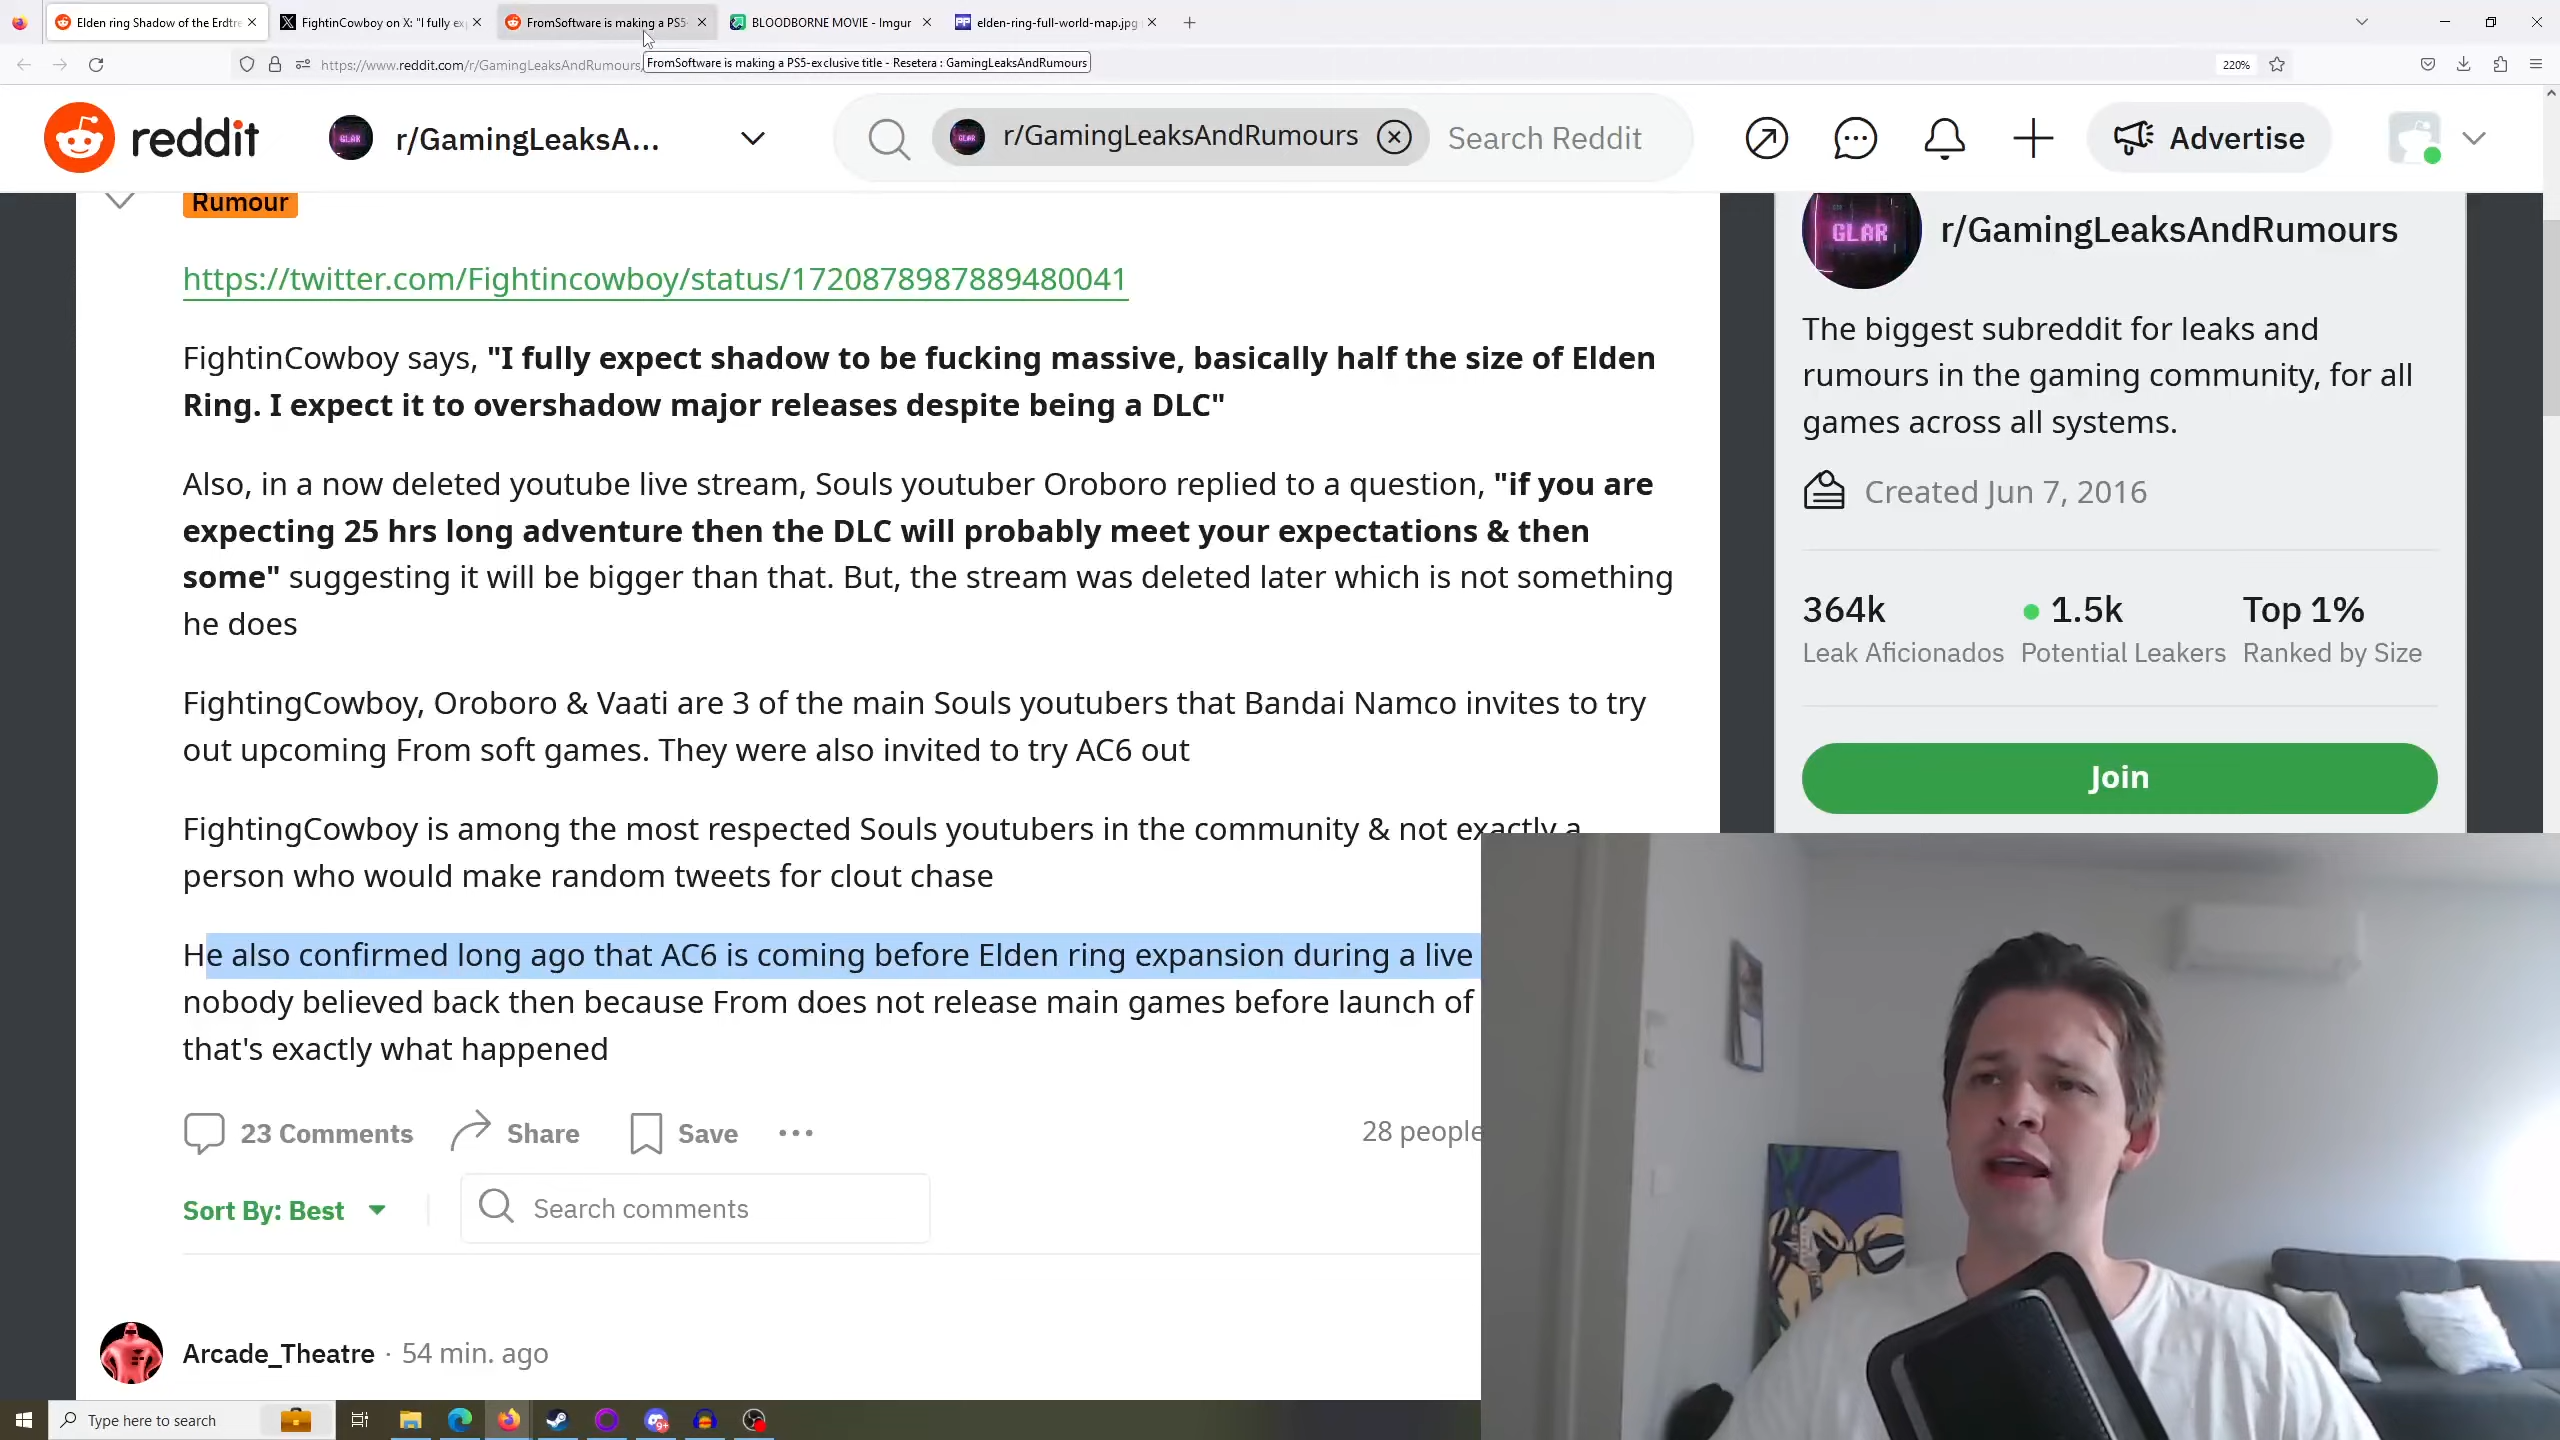 Elden ring Shadow of the Erdtre
FightinCowboy on X: "I fully ex
FromSoftware is making a PS5-
BLOODBORNE MOVIE - Imgur
elden-ring-full-world-map.jpg
https://www.reddit.com/r/GamingLeaksAndRumours/
FromSoftware is making a PS5-exclusive title - Resetera : GamingLeaksAndRumours
220%
reddit
r/GamingLeaksA...
r/GamingLeaksAndRumours
Search Reddit
Advertise
Rumour
https://twitter.com/Fightincowboy/status/1720878987889480041
FightinCowboy says, "I fully expect shadow to be fucking massive, basically half the size of Elden
Ring. I expect it to overshadow major releases despite being a DLC"
Also, in a now deleted youtube live stream, Souls youtuber Oroboro replied to a question, "if you are
expecting 25 hrs long adventure then the DLC will probably meet your expectations & then
some" suggesting it will be bigger than that. But, the stream was deleted later which is not something
he does
FightingCowboy, Oroboro & Vaati are 3 of the main Souls youtubers that Bandai Namco invites to try
out upcoming From soft games. They were also invited to try AC6 out
FightingCowboy is among the most respected Souls youtubers in the community & not exactly a
person who would make random tweets for clout chase
He also confirmed long ago that AC6 is coming before Elden ring expansion during a live
nobody believed back then because From does not release main games before launch of
that's exactly what happened
23 Comments
Share
Save
28 people
Sort By: Best
Search comments
Arcade_Theatre · 54 min. ago
GLAR
r/GamingLeaksAndRumours
The biggest subreddit for leaks and
rumours in the gaming community, for all
games across all systems.
Created Jun 7, 2016
364k
1.5k
Top 1%
Leak Aficionados
Potential Leakers
Ranked by Size
Join
Type here to search
9+